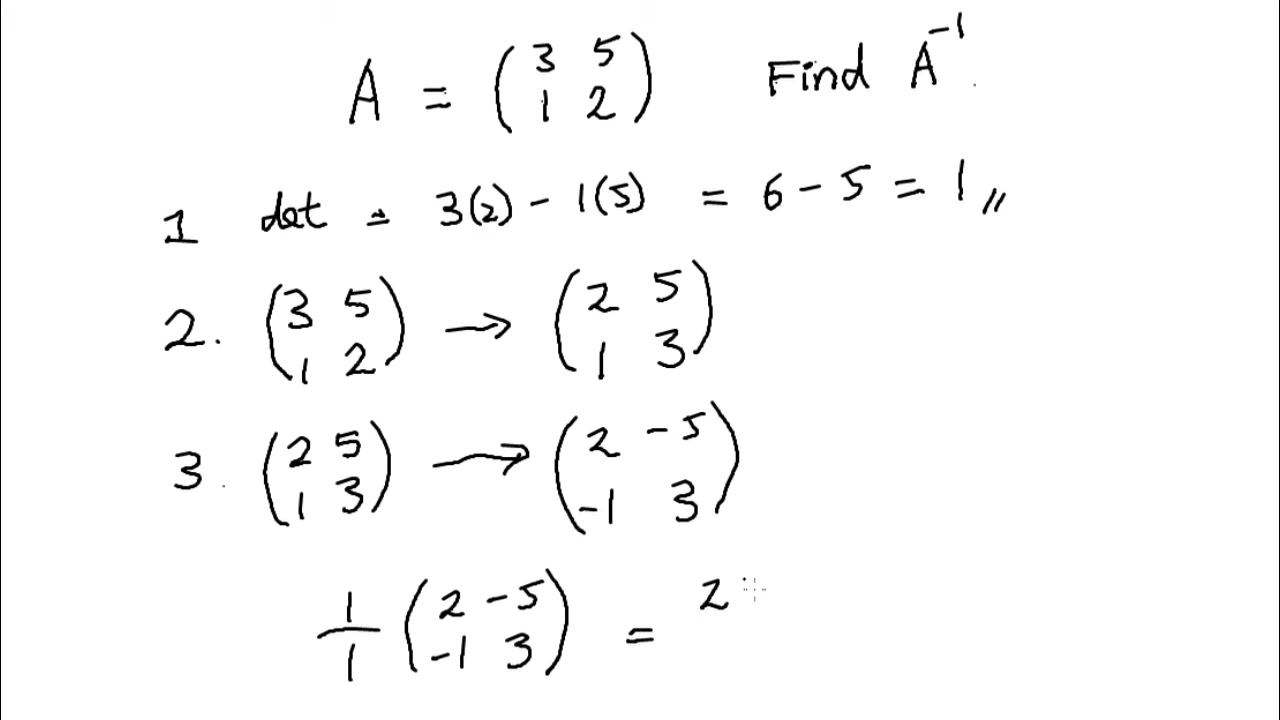 A = (3 5
1 2) Find A⁻¹.
1 det = 3(2) - 1(5) = 6 - 5 = 1 //
2. (3 5
1 2) → (2 5
1 3)
3. (2 5
1 3) → (2 -5
-1 3)
1/1 (2 -5
-1 3) = 2